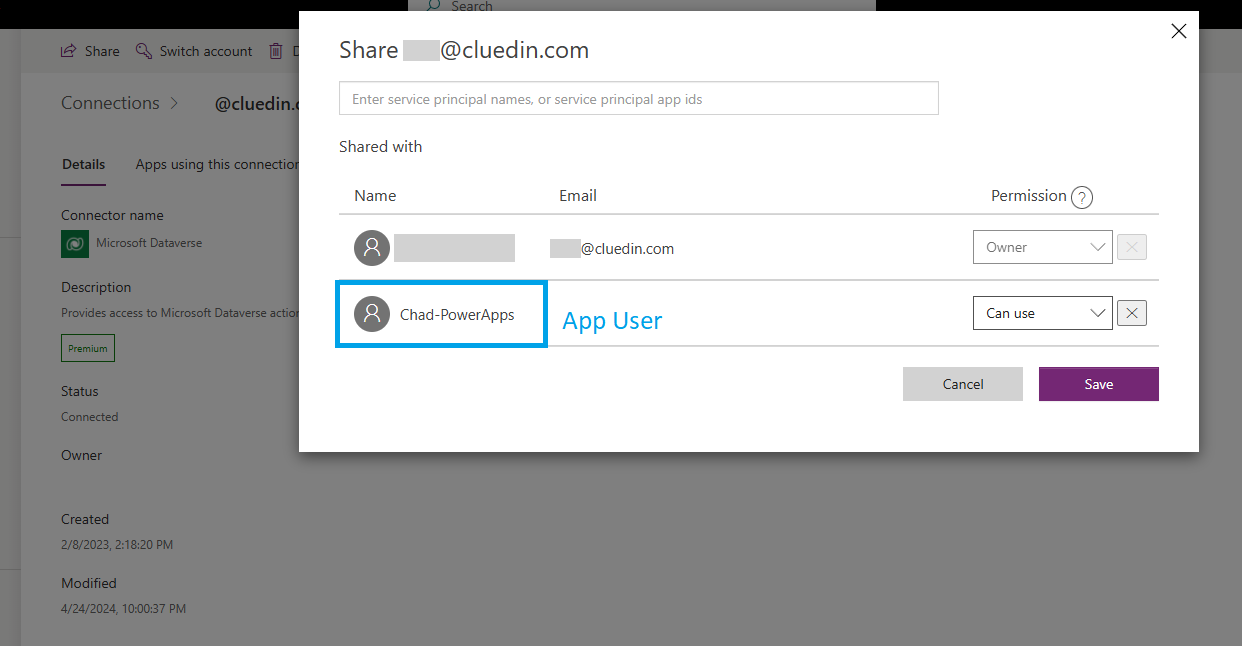 Search
Share
Switch account
Share @cluedin.com
Enter service principal names, or service principal app ids
Connections
@cluedin.c
Shared with
Details
Apps using this connection
Name
Email
Permission ?
Connector name
Microsoft Dataverse
@cluedin.com
Owner
Description
Provides access to Microsoft Dataverse action
Chad-PowerApps
App User
Can use
Premium
Cancel
Save
Status
Connected
Owner
Created
2/8/2023, 2:18:20 PM
Modified
4/24/2024, 10:00:37 PM